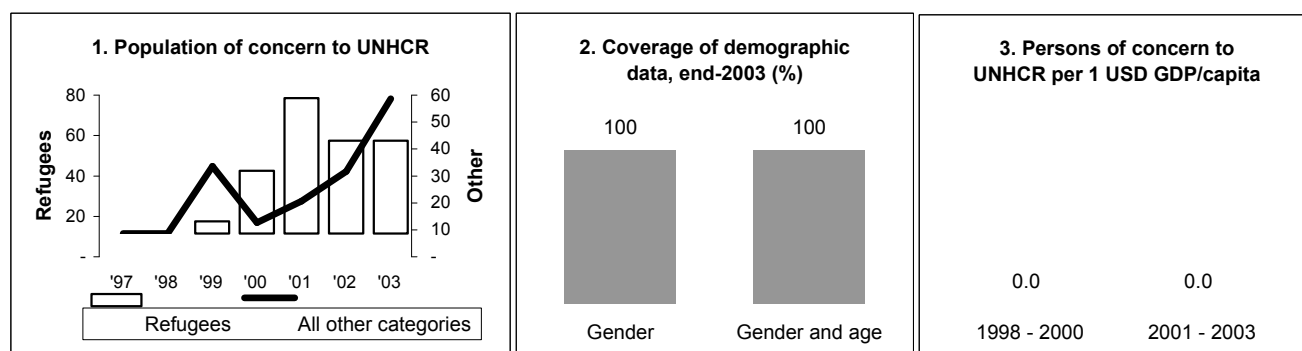 1. Population of concern to UNHCR
80
60
40
20
-
Refugees
60
50
40
30
20
10
-
Other
'97 '98 '99 '00 '01 '02 '03
Refugees All other categories
2. Coverage of demographic
data, end-2003 (%)
100 100
Gender Gender and age
3. Persons of concern to
UNHCR per 1 USD GDP/capita
0.0 0.0
1998 - 2000 2001 - 2003